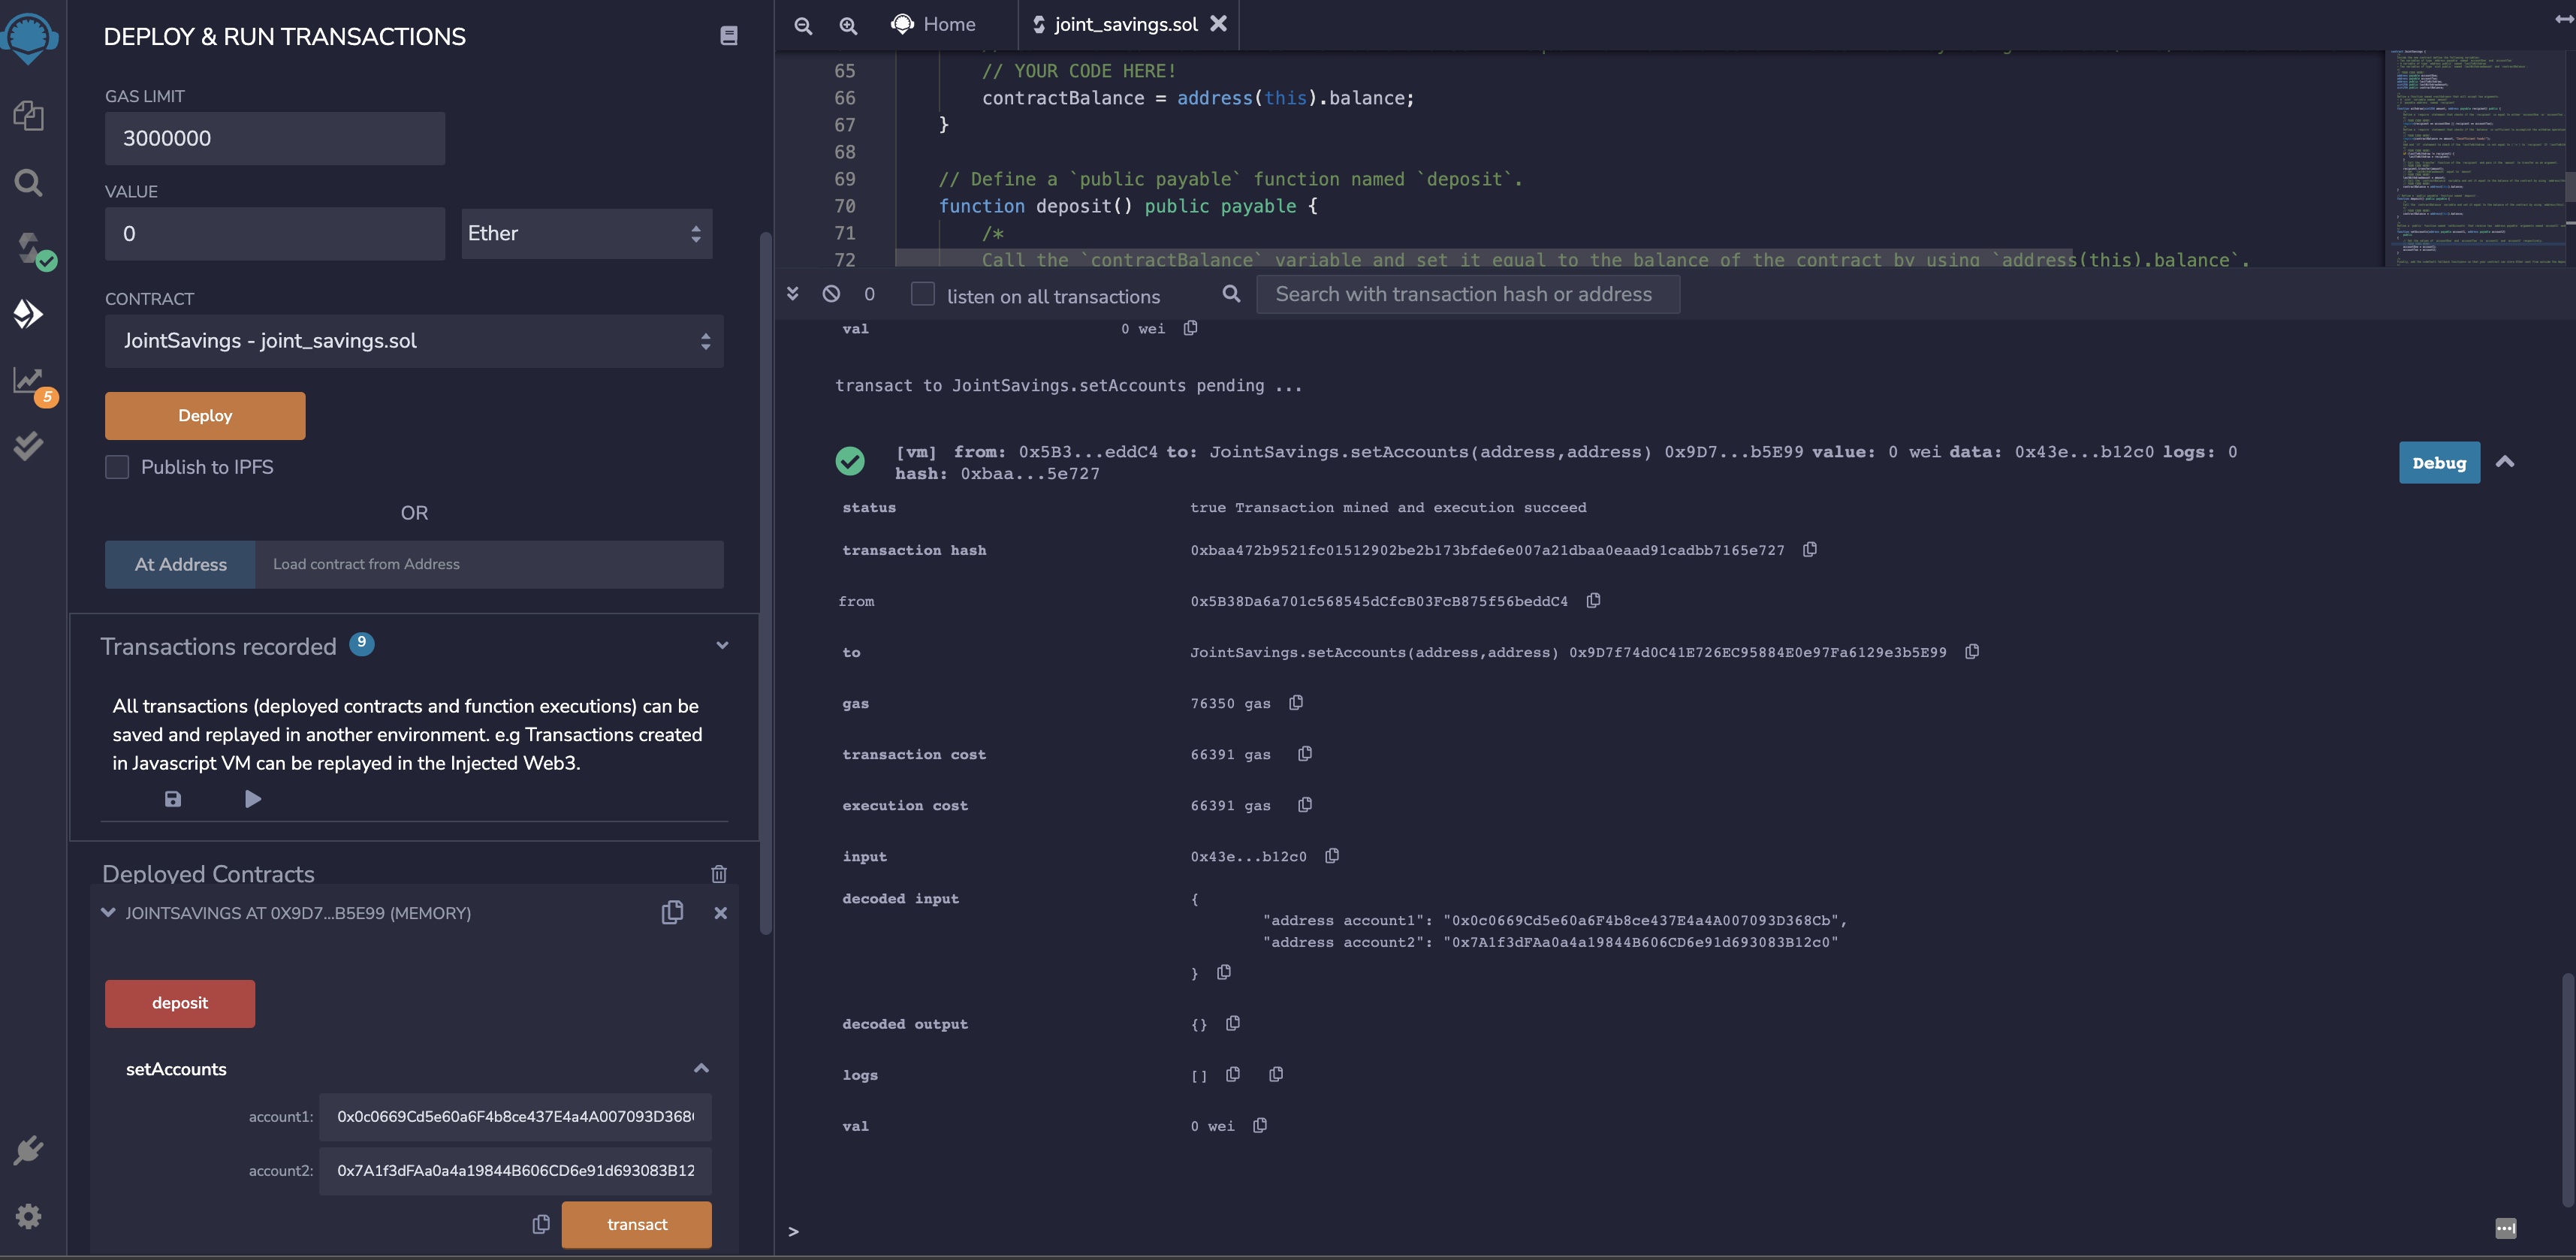 DEPLOY & RUN TRANSACTIONS
GAS LIMIT
3000000
VALUE
0
Ether
CONTRACT
JointSavings - joint_savings.sol
Deploy
Publish to IPFS
OR
At Address
Load contract from Address
5
Transactions recorded 9
All transactions (deployed contracts and function executions) can be
saved and replayed in another environment. e.g Transactions created
in Javascript VM can be replayed in the Injected Web3.
Deployed Contracts
JOINTSAVINGS AT 0X9D7...B5E99 (MEMORY)
deposit
setAccounts
account1: 0x0c0669Cd5e60a6F4b8ce437E4a4A007093D368
account2: 0x7A1f3dFAa0a4a19844B606CD6e91d693083B12
transact
Home
joint_savings.sol
65 // YOUR CODE HERE!
66 contractBalance = address(this).balance;
67 }
68
69 // Define a `public payable` function named `deposit`.
70 function deposit() public payable {
71 /*
72 Call the `contractBalance` variable and set it equal to the balance of the contract by using `address(this).balance`.
0
listen on all transactions
Search with transaction hash or address
val 0 wei
transact to JointSavings.setAccounts pending ...
[vm] from: 0x5B3...eddC4 to: JointSavings.setAccounts(address,address) 0x9D7...b5E99 value: 0 wei data: 0x43e...b12c0 logs: 0
hash: 0xbaa...5e727
Debug
status true Transaction mined and execution succeed
transaction hash 0xbaa472b9521fc01512902be2b173bfde6e007a21dbaa0eaad91cadbb7165e727
from 0x5B38Da6a701c568545dCfcB03FcB875f56beddC4
to JointSavings.setAccounts(address,address) 0x9D7f74d0C41E726EC95884E0e97Fa6129e3b5E99
gas 76350 gas
transaction cost 66391 gas
execution cost 66391 gas
input 0x43e...b12c0
decoded input {
"address account1": "0x0c0669Cd5e60a6F4b8ce437E4a4A007093D368Cb",
"address account2": "0x7A1f3dFAa0a4a19844B606CD6e91d693083B12c0"
}
decoded output {}
logs []
val 0 wei
>